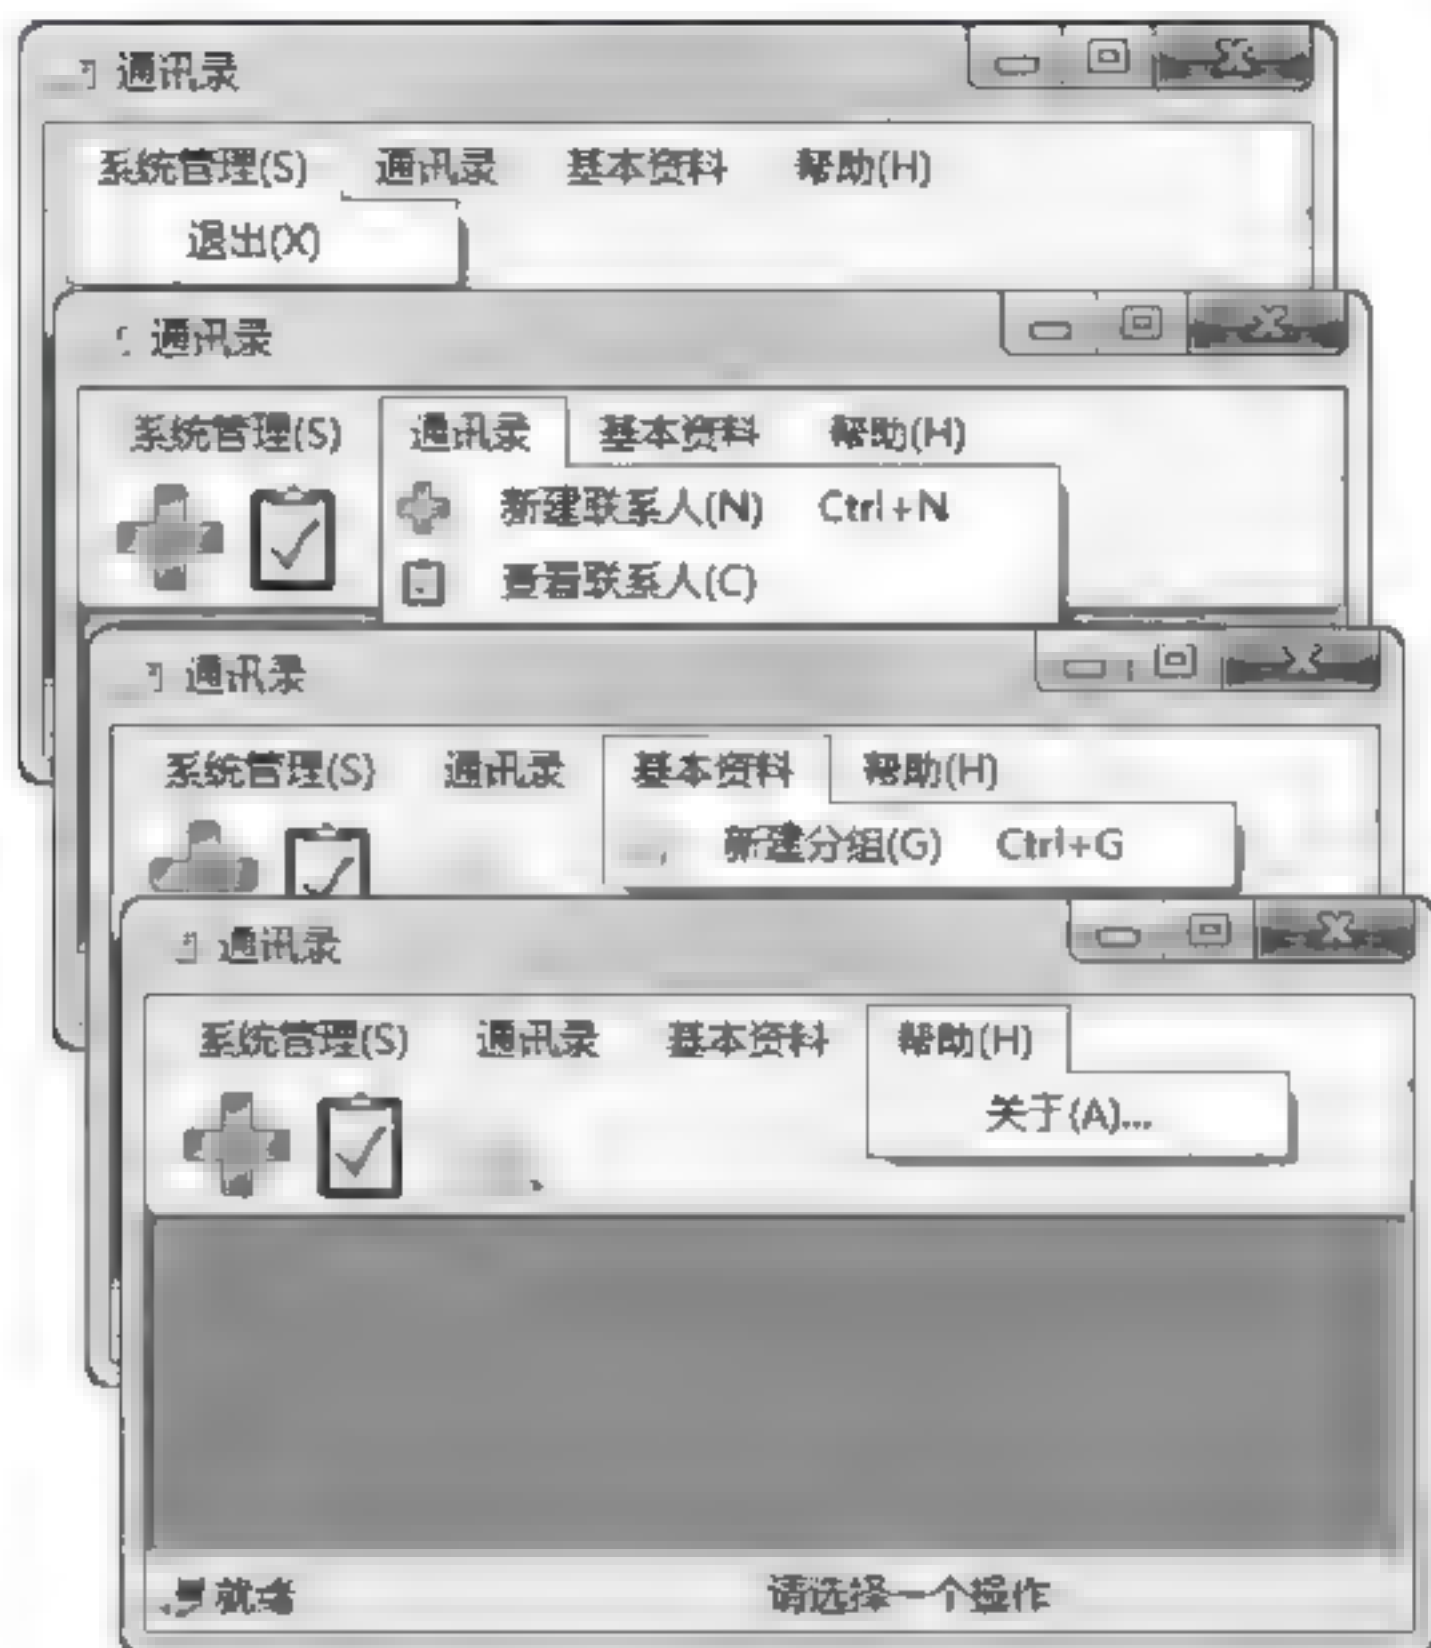 通讯录
系统管理(S) 通讯录 基本资料 帮助(H)
退出(X)
通讯录
系统管理(S) 通讯录 基本资料 帮助(H)
新建联系人(N) Ctrl+N
查看联系人(C)
通讯录
系统管理(S) 通讯录 基本资料 帮助(H)
新建分组(G) Ctrl+G
通讯录
系统管理(S) 通讯录 基本资料 帮助(H)
关于(A)...
就绪 请选择一个操作